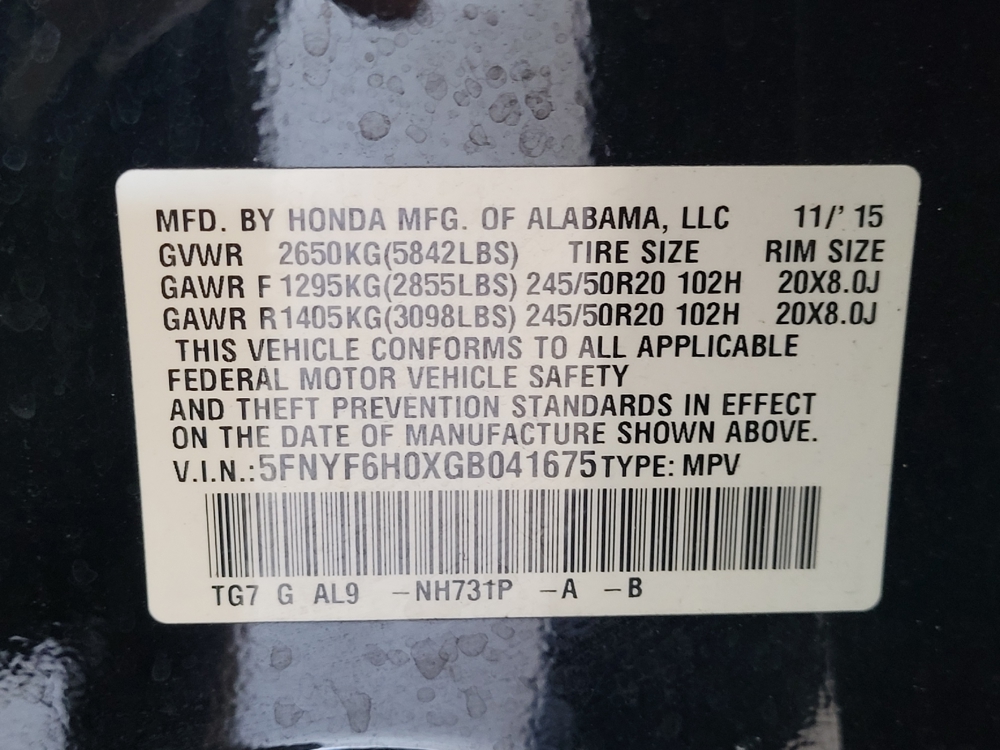 MFD. BY HONDA MFG. OF ALABAMA, LLC 11/' 15
GVWR 2650KG(5842LBS) TIRE SIZE RIM SIZE
GAWR F 1295KG(2855LBS) 245/50R20 102H 20X8.0J
GAWR R 1405KG(3098LBS) 245/50R20 102H 20X8.0J
THIS VEHICLE CONFORMS TO ALL APPLICABLE
FEDERAL MOTOR VEHICLE SAFETY
AND THEFT PREVENTION STANDARDS IN EFFECT
ON THE DATE OF MANUFACTURE SHOWN ABOVE.
V.I.N.: 5FNYF6H0XGB041675 TYPE: MPV
TG7 G AL9 -NH731P -A -B